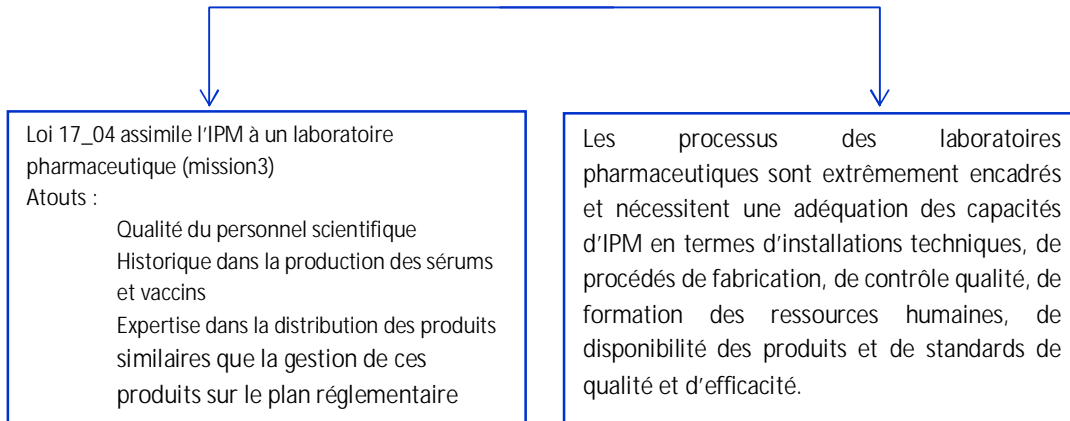 Loi 17_04 assimile l'IPM à un laboratoire
pharmaceutique (mission3)
Atouts :
Qualité du personnel scientifique
Historique dans la production des sérums
et vaccins
Expertise dans la distribution des produits
similaires que la gestion de ces
produits sur le plan réglementaire
Les processus des laboratoires
pharmaceutiques sont extrêmement encadrés
et nécessitent une adéquation des capacités
d'IPM en termes d'installations techniques, de
procédés de fabrication, de contrôle qualité, de
formation des ressources humaines, de
disponibilité des produits et de standards de
qualité et d'efficacité.